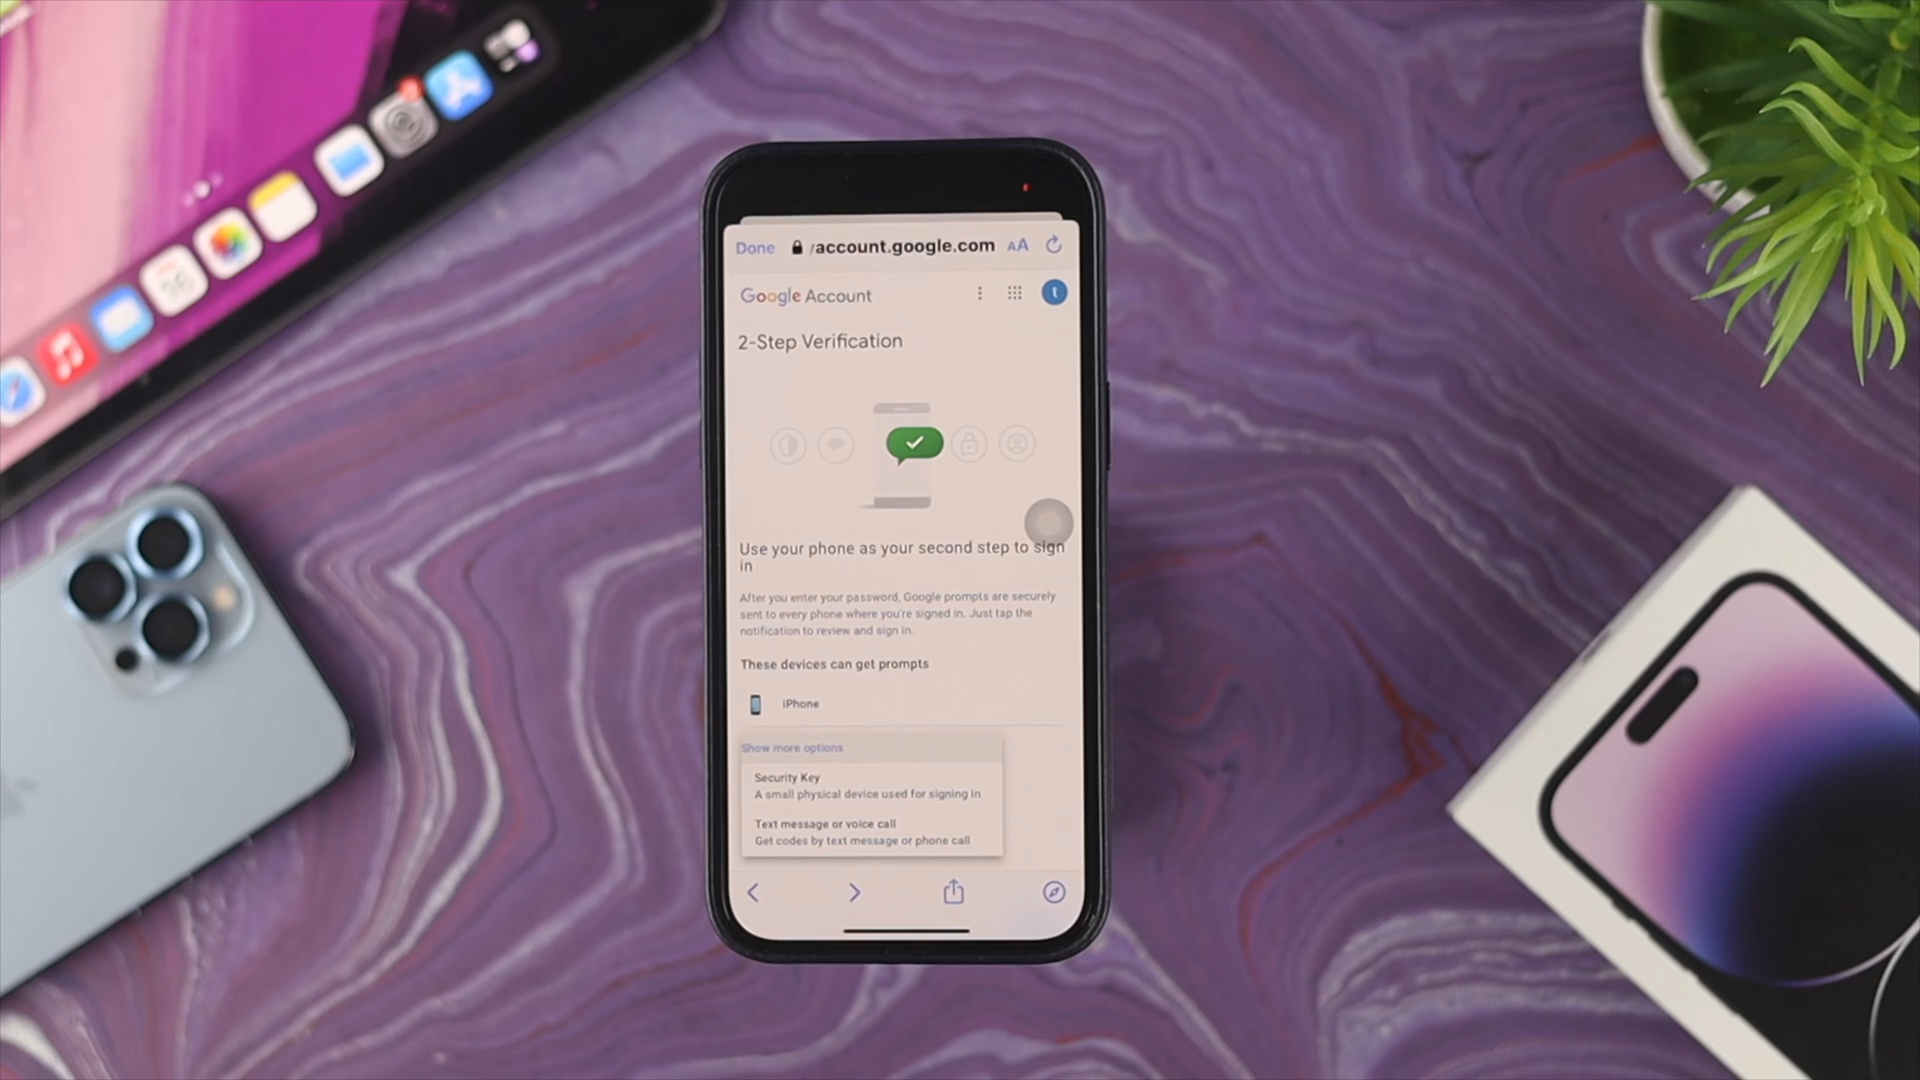 Done /account.google.com AA
Google Account
t
2-Step Verification
Use your phone as your second step to sign
in
After you enter your password, Google prompts are securely
sent to every phone where you're signed in. Just tap the
notification to review and sign in.
These devices can get prompts
iPhone
Show more options
Security Key
A small physical device used for signing in
Text message or voice call
Get codes by text message or phone call